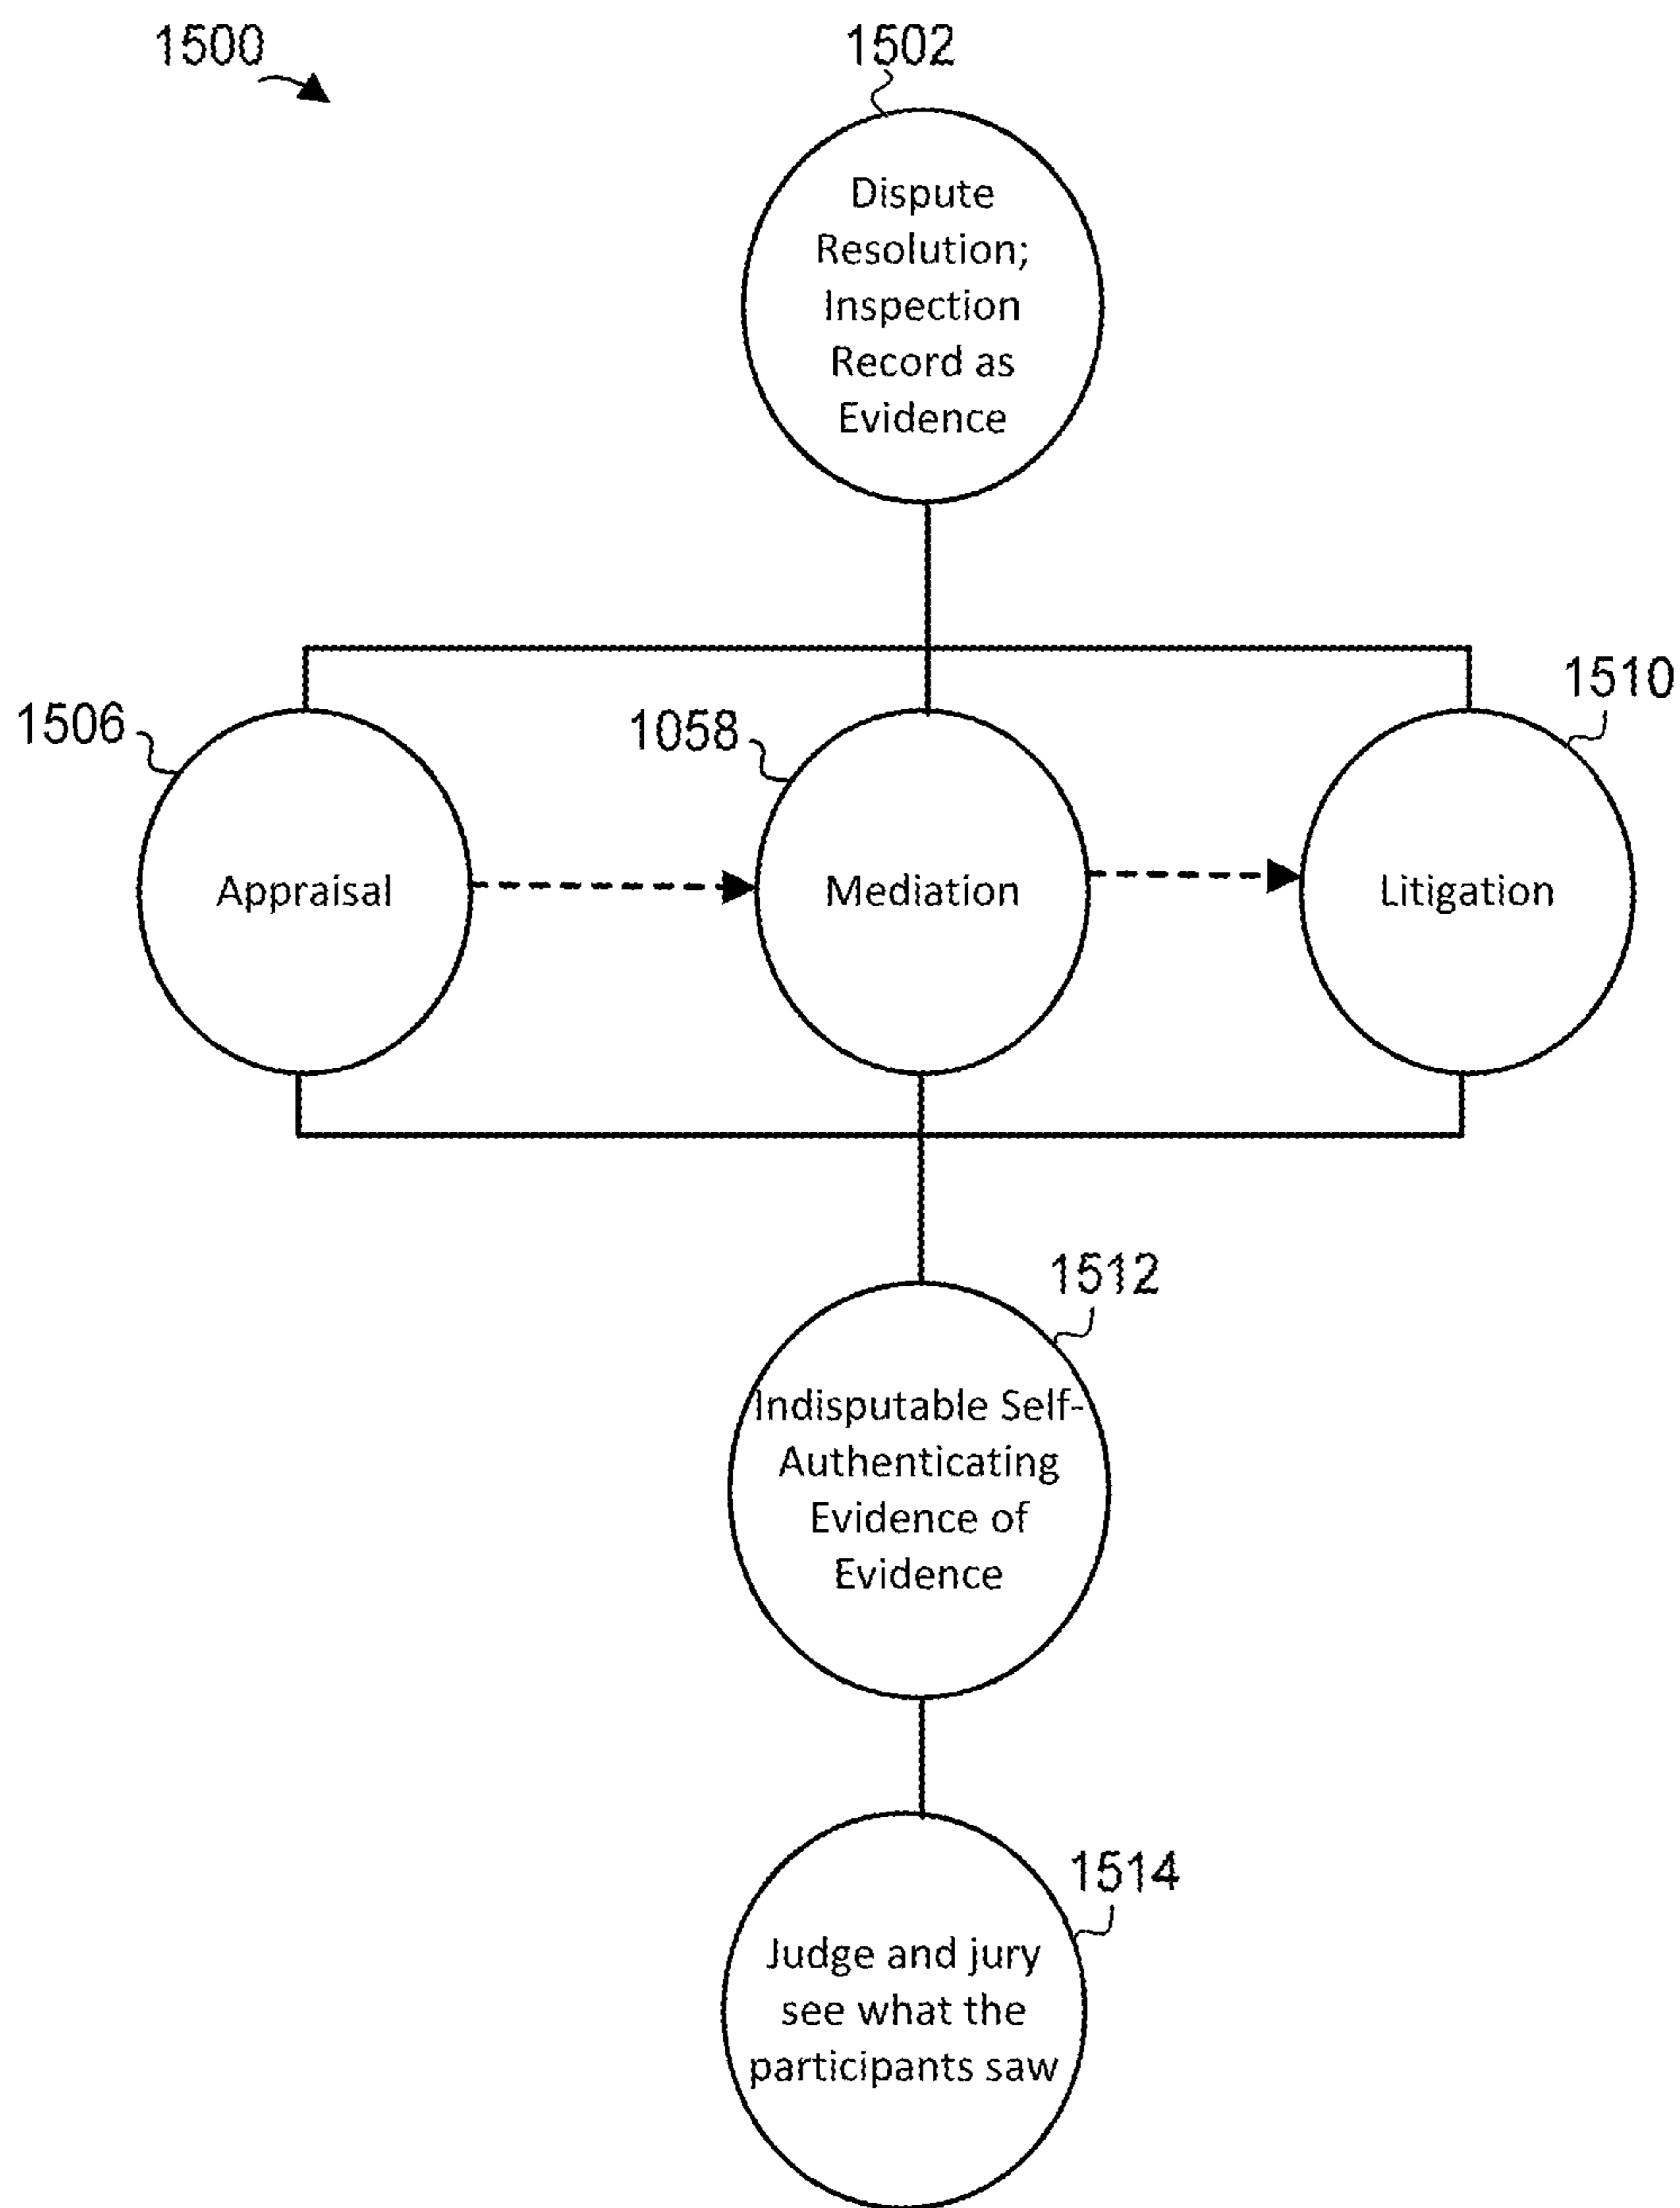 1500
1502
Dispute
Resolution;
Inspection
Record as
Evidence
1506
1058
1510
Appraisal
Mediation
Litigation
1512
Indisputable Self-
Authenticating
Evidence of
Evidence
1514
Judge and jury
see what the
participants saw